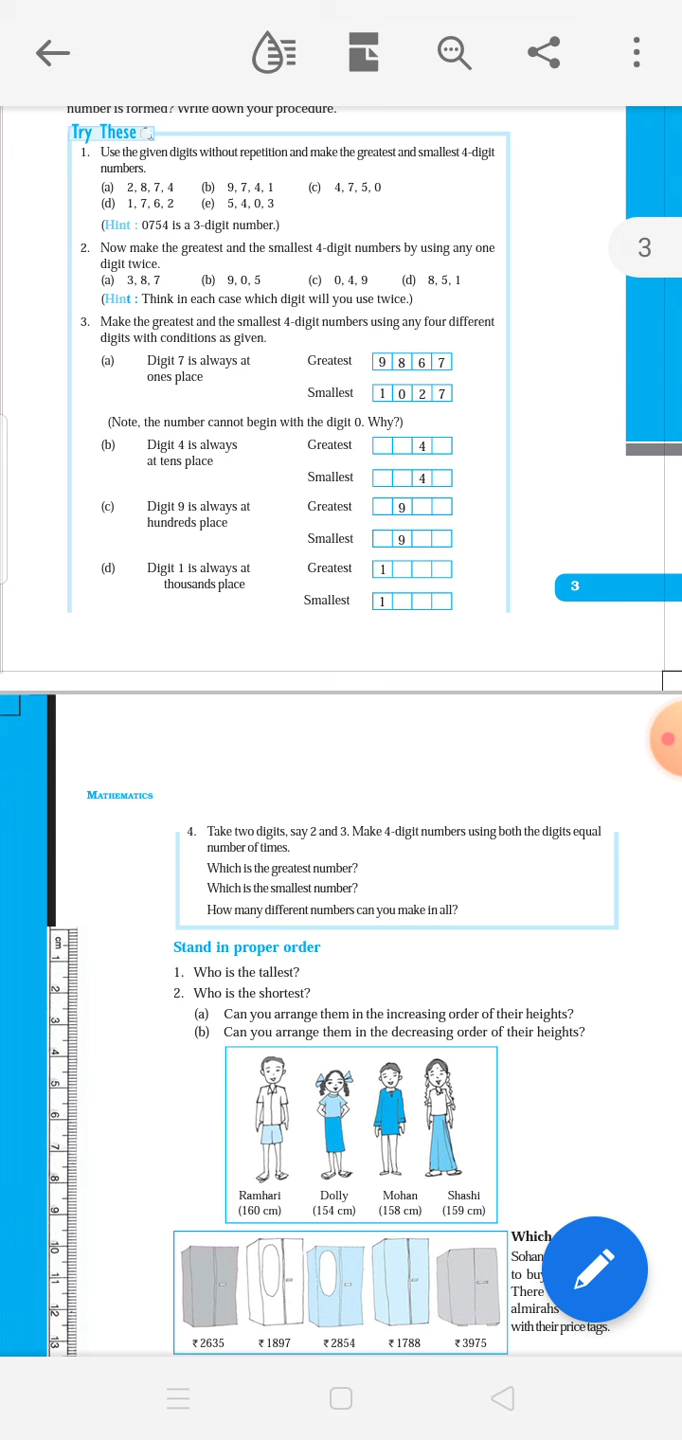 number is formed? Write down your procedure.
Try These
1. Use the given digits without repetition and make the greatest and smallest 4-digit
numbers.
(a) 2, 8, 7, 4 (b) 9, 7, 4, 1 (c) 4, 7, 5, 0
(d) 1, 7, 6, 2 (e) 5, 4, 0, 3
(Hint : 0754 is a 3-digit number.)
2. Now make the greatest and the smallest 4-digit numbers by using any one
digit twice.
(a) 3, 8, 7 (b) 9, 0, 5 (c) 0, 4, 9 (d) 8, 5, 1
(Hint : Think in each case which digit will you use twice.)
3. Make the greatest and the smallest 4-digit numbers using any four different
digits with conditions as given.
(a) Digit 7 is always at Greatest 9 8 6 7
ones place
Smallest 1 0 2 7
(Note, the number cannot begin with the digit 0. Why?)
(b) Digit 4 is always Greatest 4
at tens place
Smallest 4
(c) Digit 9 is always at Greatest 9
hundreds place
Smallest 9
(d) Digit 1 is always at Greatest 1
thousands place
Smallest 1
3
3
MATHEMATICS
4. Take two digits, say 2 and 3. Make 4-digit numbers using both the digits equal
number of times.
Which is the greatest number?
Which is the smallest number?
How many different numbers can you make in all?
Stand in proper order
1. Who is the tallest?
2. Who is the shortest?
(a) Can you arrange them in the increasing order of their heights?
(b) Can you arrange them in the decreasing order of their heights?
Ramhari Dolly Mohan Shashi
(160 cm) (154 cm) (158 cm) (159 cm)
Which
Sohan
to buy
There
almirahs
with their price tags.
₹ 2635 ₹ 1897 ₹ 2854 ₹ 1788 ₹ 3975
cm 1 2 3 4 5 6 7 8 9 10 11 12 13